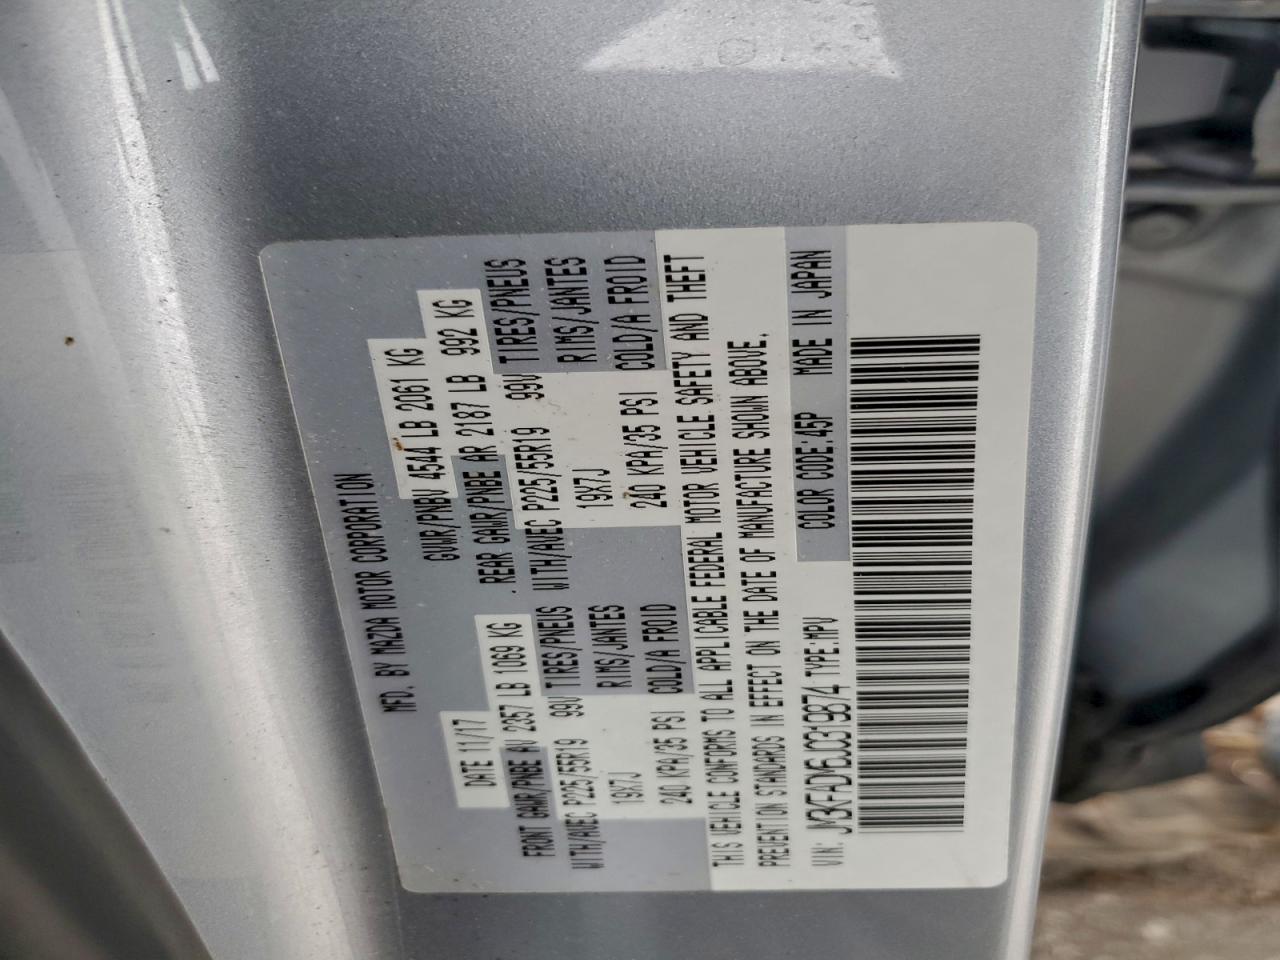 MFD. BY MAZDA MOTOR CORPORATION
DATE 11/17 GVWR/PNBV 4544 LB 2061 KG
FRONT GAWR/PNBE AV 2357 LB 1069 KG REAR GAWR/PNBE AR 2187 LB 992 KG
WITH/AVEC P225/55R19 99V TIRES/PNEUS WITH/AVEC P225/55R19 99V TIRES/PNEUS
19X7J RIMS/JANTES 19X7J RIMS/JANTES
240 KPA/35 PSI COLD/A FROID 240 KPA/35 PSI COLD/A FROID
THIS VEHICLE CONFORMS TO ALL APPLICABLE FEDERAL MOTOR VEHICLE SAFETY AND THEFT
PREVENTION STANDARDS IN EFFECT ON THE DATE OF MANUFACTURE SHOWN ABOVE.
VIN: JM3KFADM6J0319874 TYPE:MPV COLOR CODE:45P MADE IN JAPAN